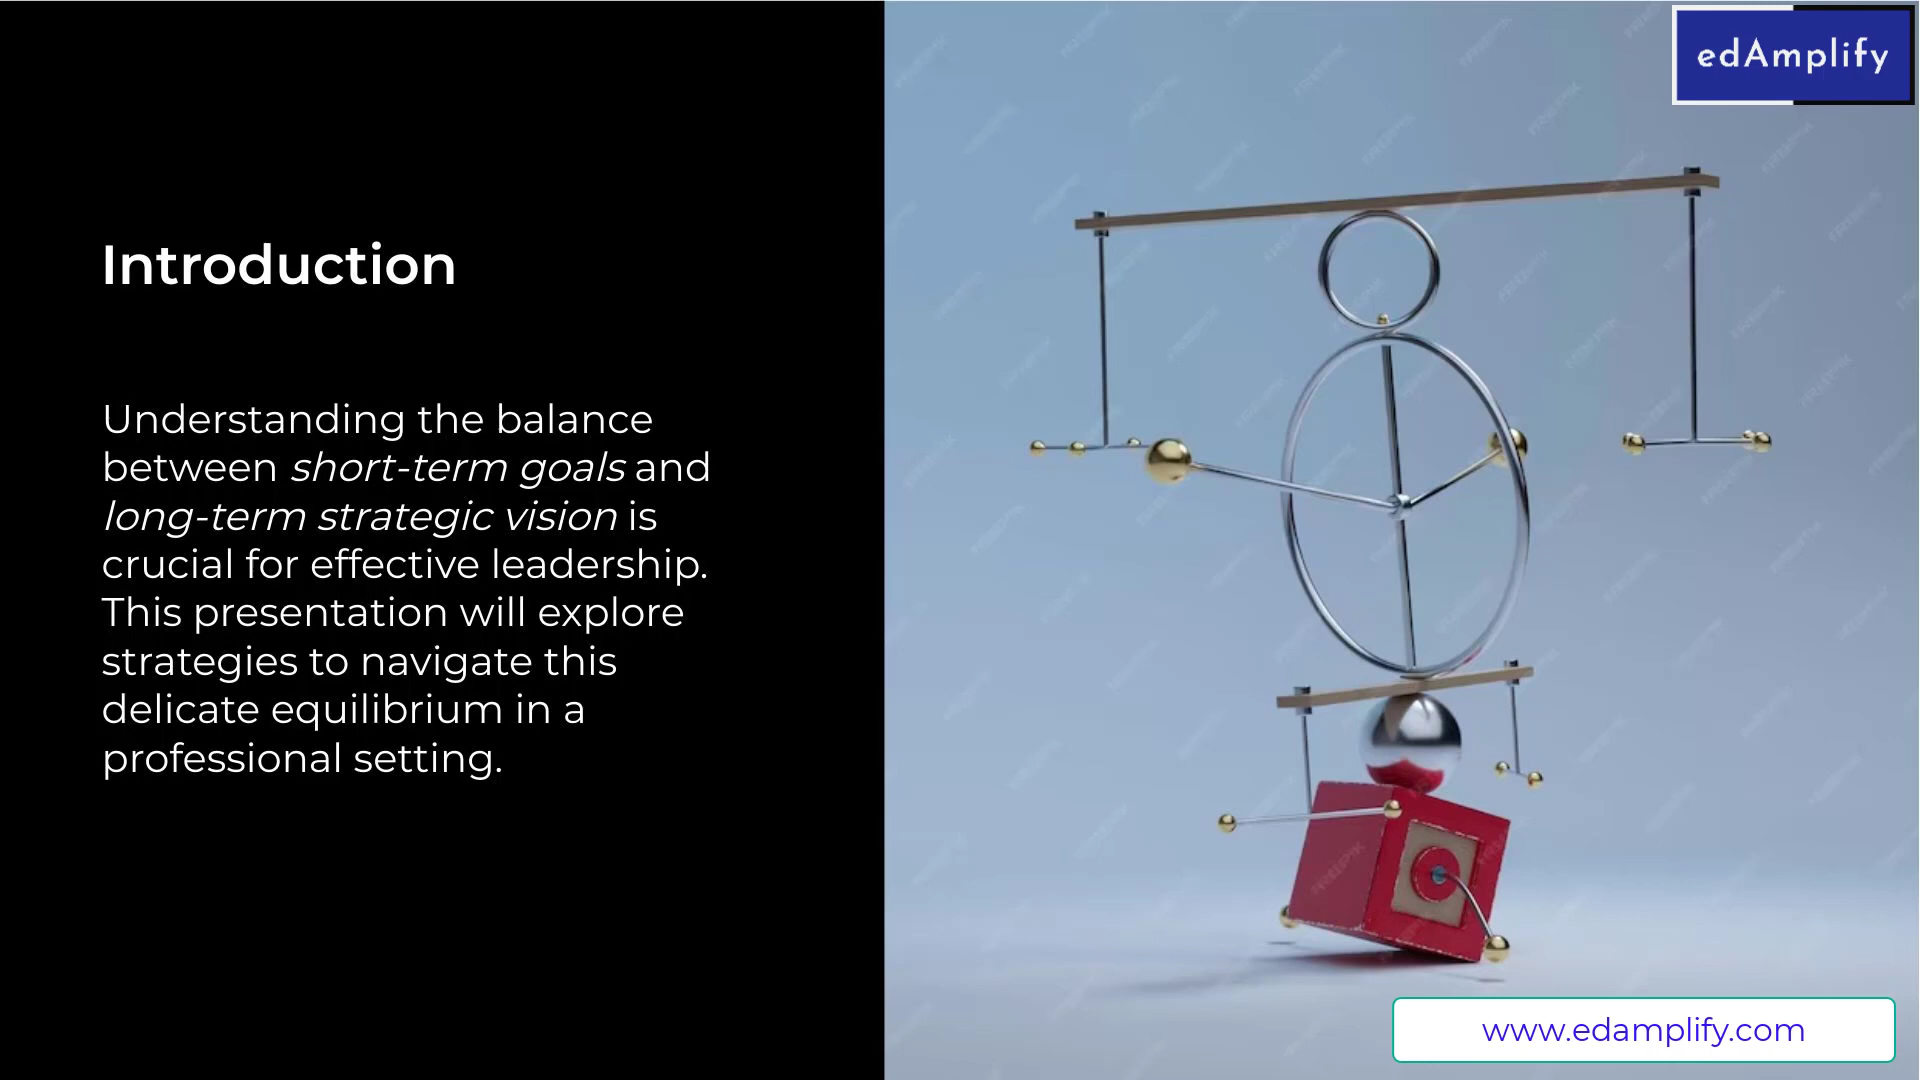 edAmplify
Introduction
Understanding the balance
between short-term goals and
long-term strategic vision is
crucial for effective leadership.
This presentation will explore
strategies to navigate this
delicate equilibrium in a
professional setting.
www.edamplify.com